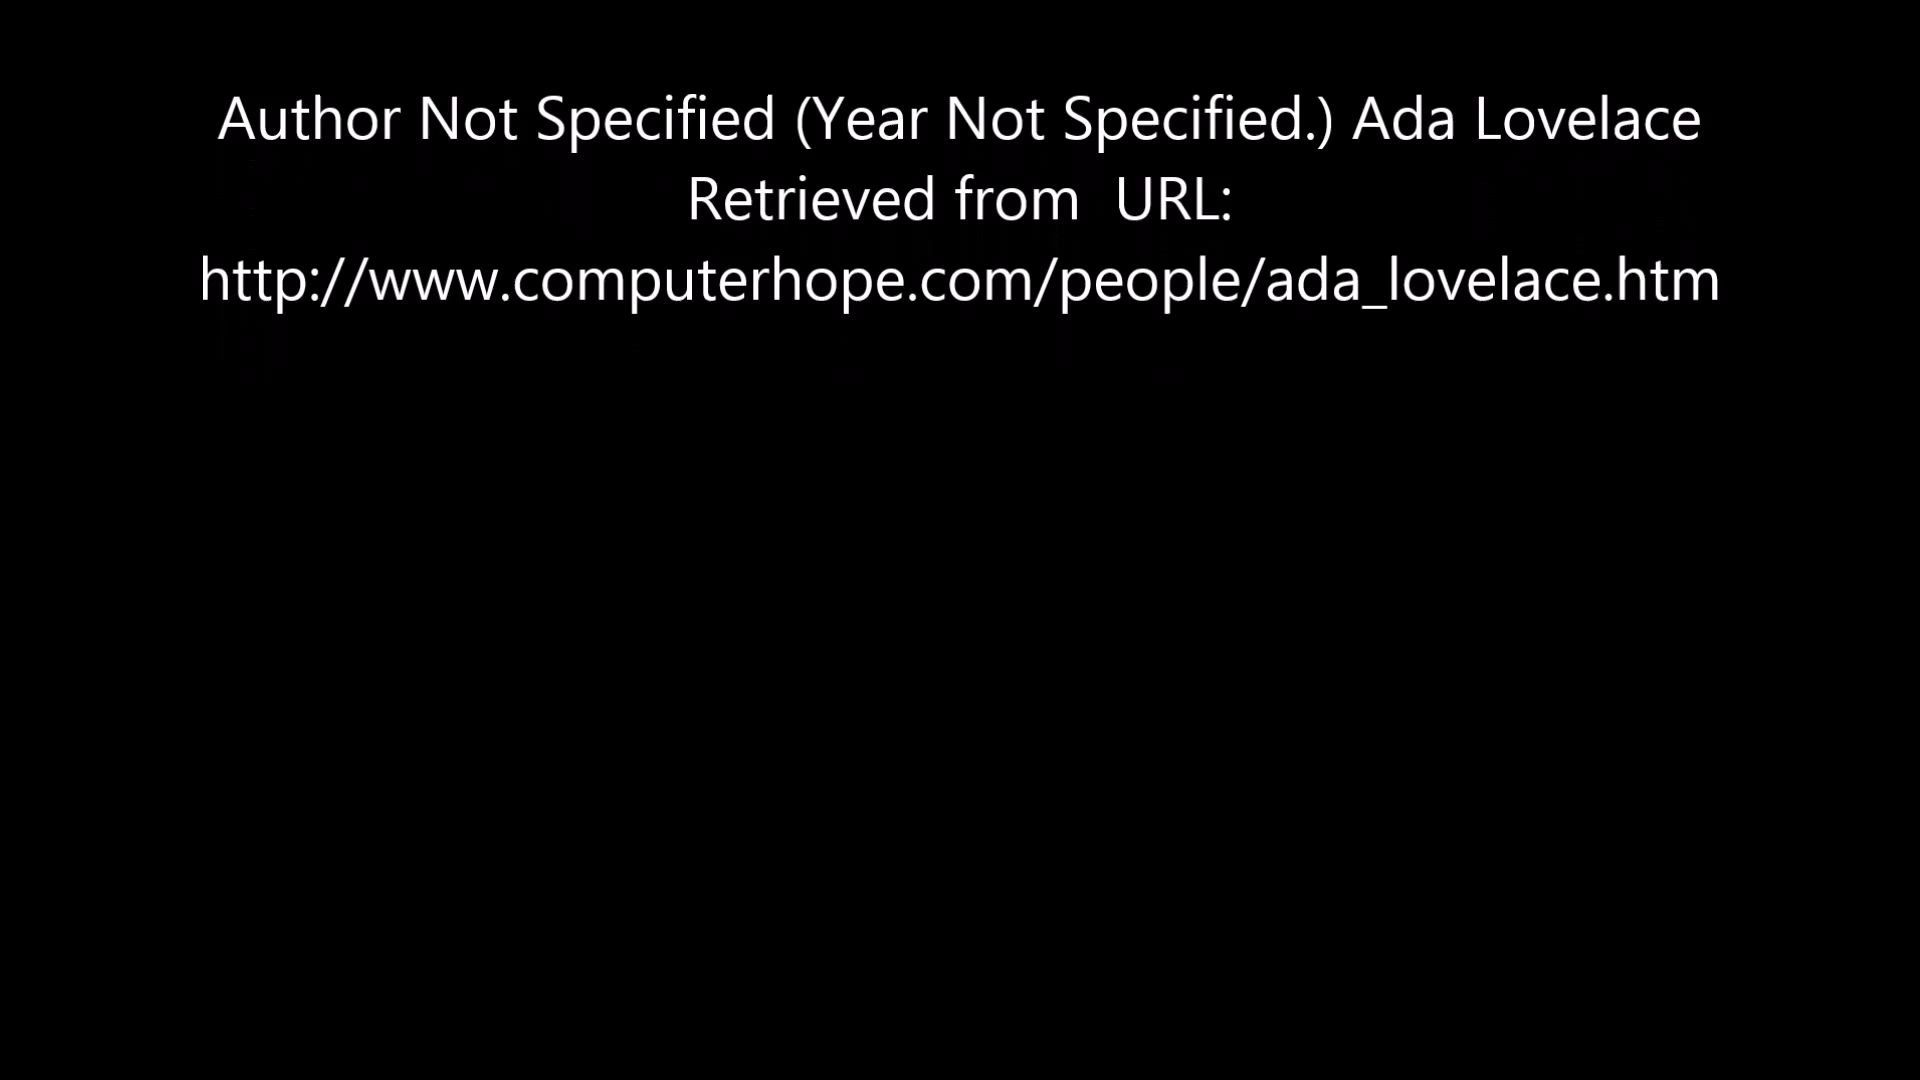 Author Not Specified (Year Not Specified.) Ada Lovelace
Retrieved from  URL:
http://www.computerhope.com/people/ada_lovelace.htm